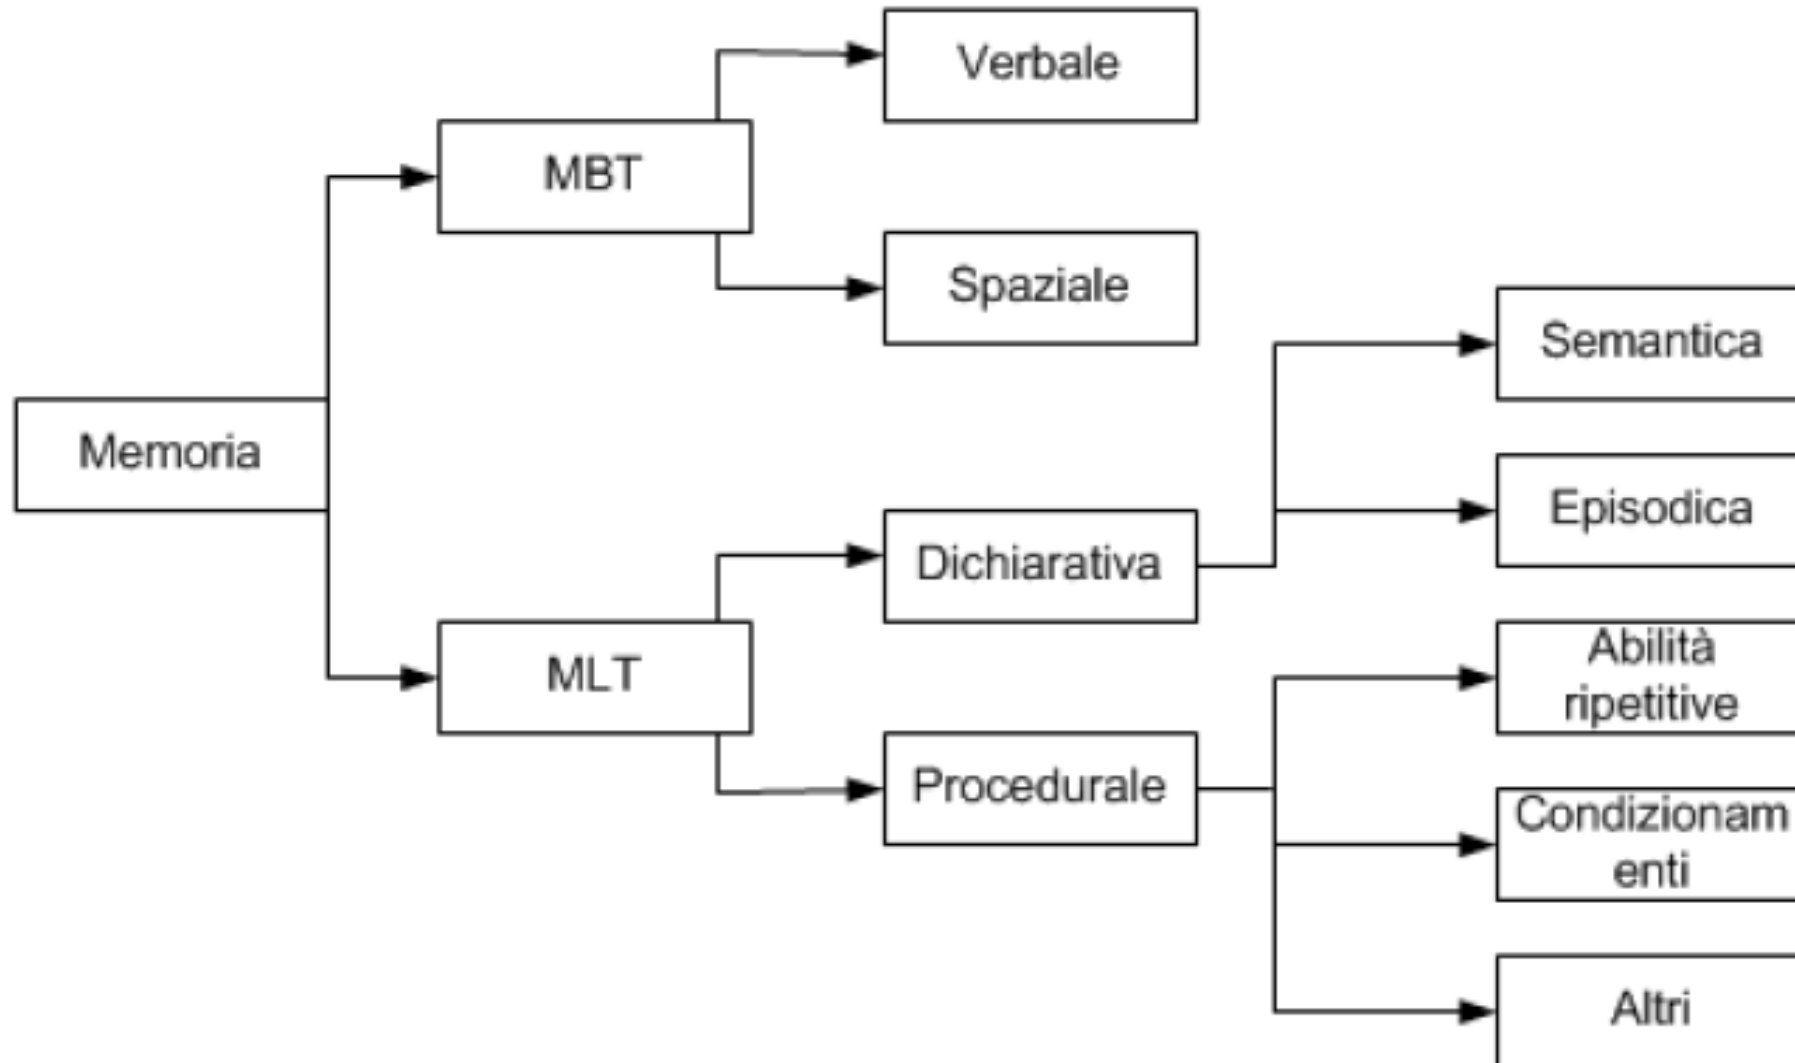 Verbale
MBT
Spaziale
Semantica
Memoria
Episodica
Dichiarativa
MLT
Abilità
ripetitive
Procedurale
Condizionam
enti
Altri